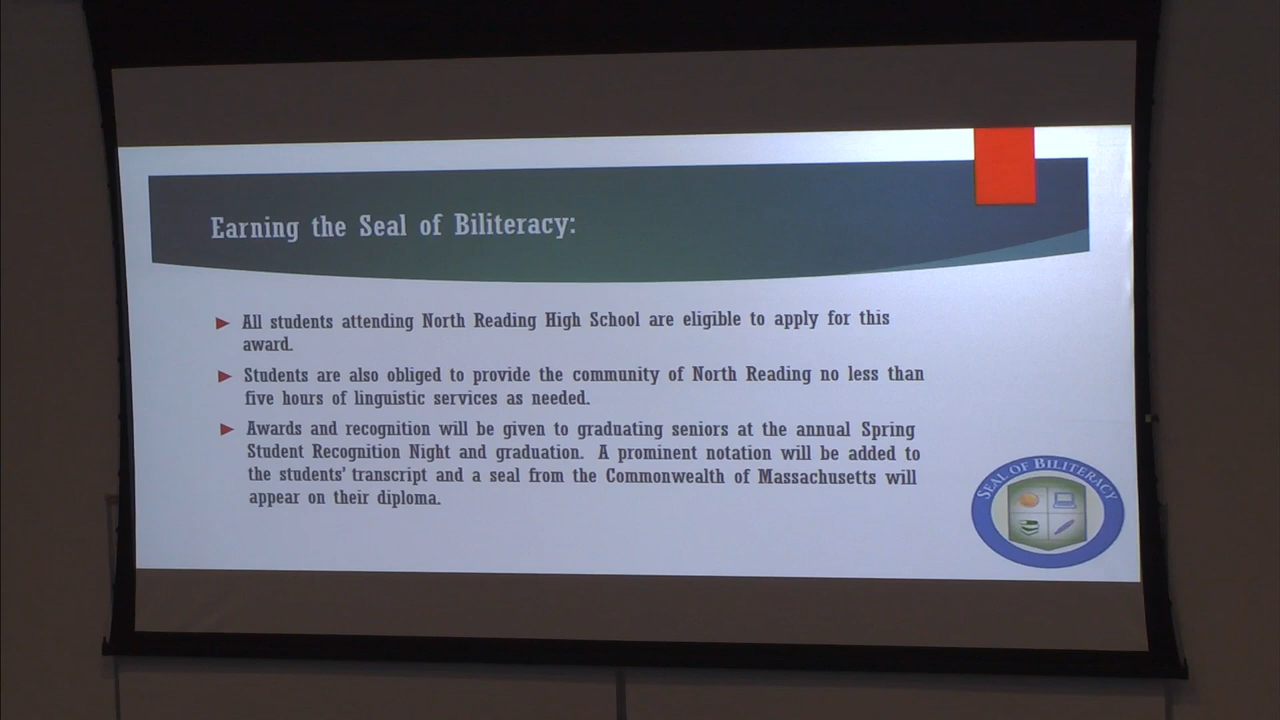 Earning the Seal of Biliteracy:
All students attending North Reading High School are eligible to apply for this
award.
Students are also obliged to provide the community of North Reading no less than
five hours of linguistic services as needed.
Awards and recognition will be given to graduating seniors at the annual Spring
Student Recognition Night and graduation. A prominent notation will be added to
the students' transcript and a seal from the Commonwealth of Massachusetts will
appear on their diploma.
SEAL OF BILITERACY